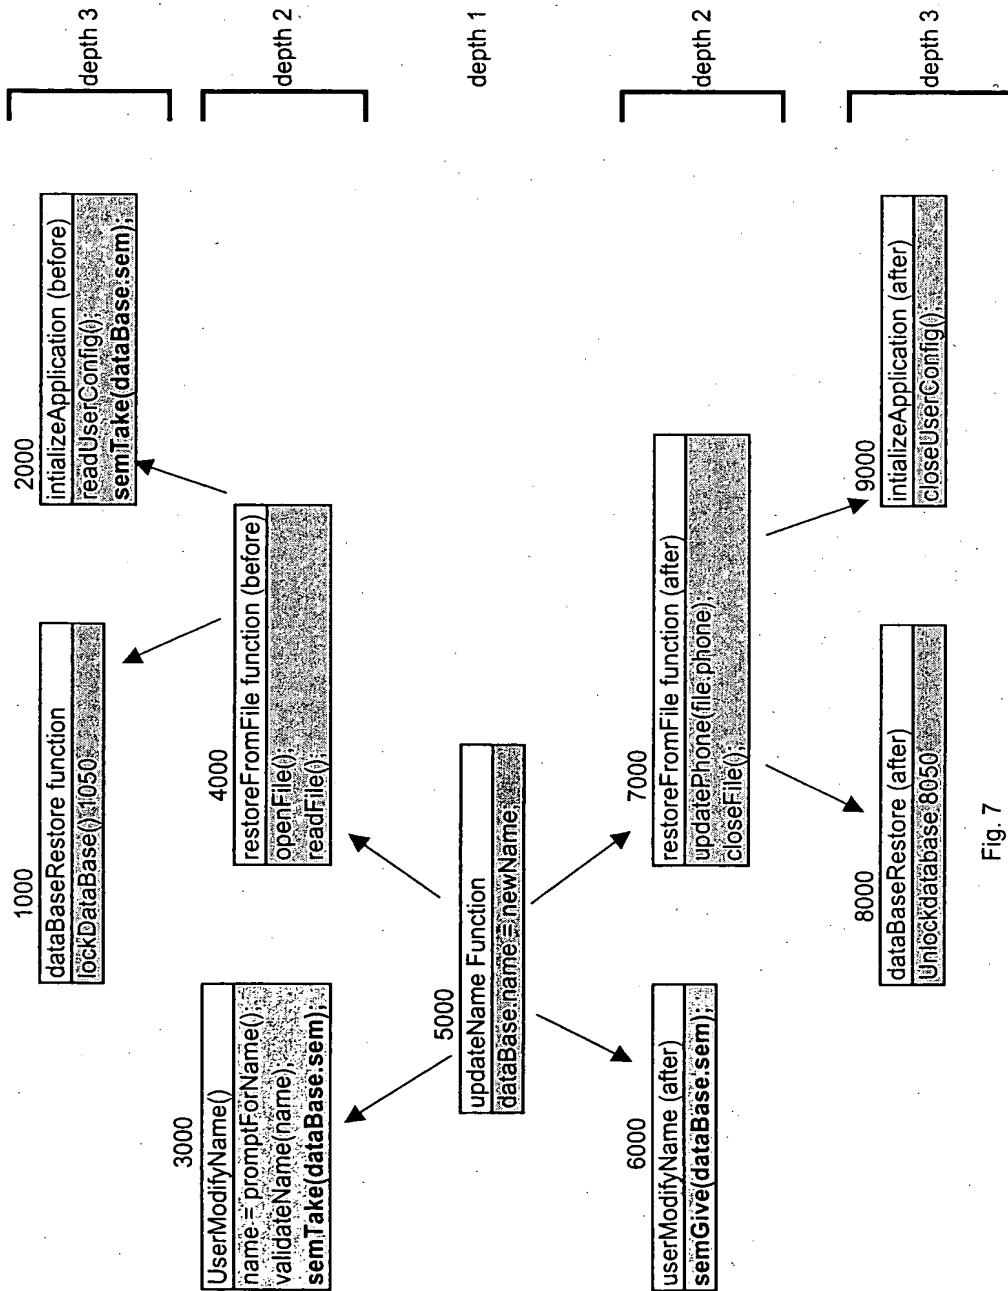 1000
dataBaseRestore function
lockDataBase() 1050
2000
intializeApplication (before)
readUserConfig();
semTake(dataBase.sem);
depth 3
3000
UserModifyName()
name = promptForName();
validateName(name);
semTake(dataBase.sem);
4000
restoreFromFile function (before)
openFile();
readFile();
depth 2
5000
updateName Function
dataBase.name = newName;
depth 1
6000
userModifyName (after)
semGive(dataBase.sem);
7000
restoreFromFile function (after)
updatePhone(file.phone);
closeFile();
depth 2
8000
dataBaseRestore (after)
Unlockdatabase 8050
9000
intializeApplication (after)
closeUserConfig();
depth 3
Fig. 7